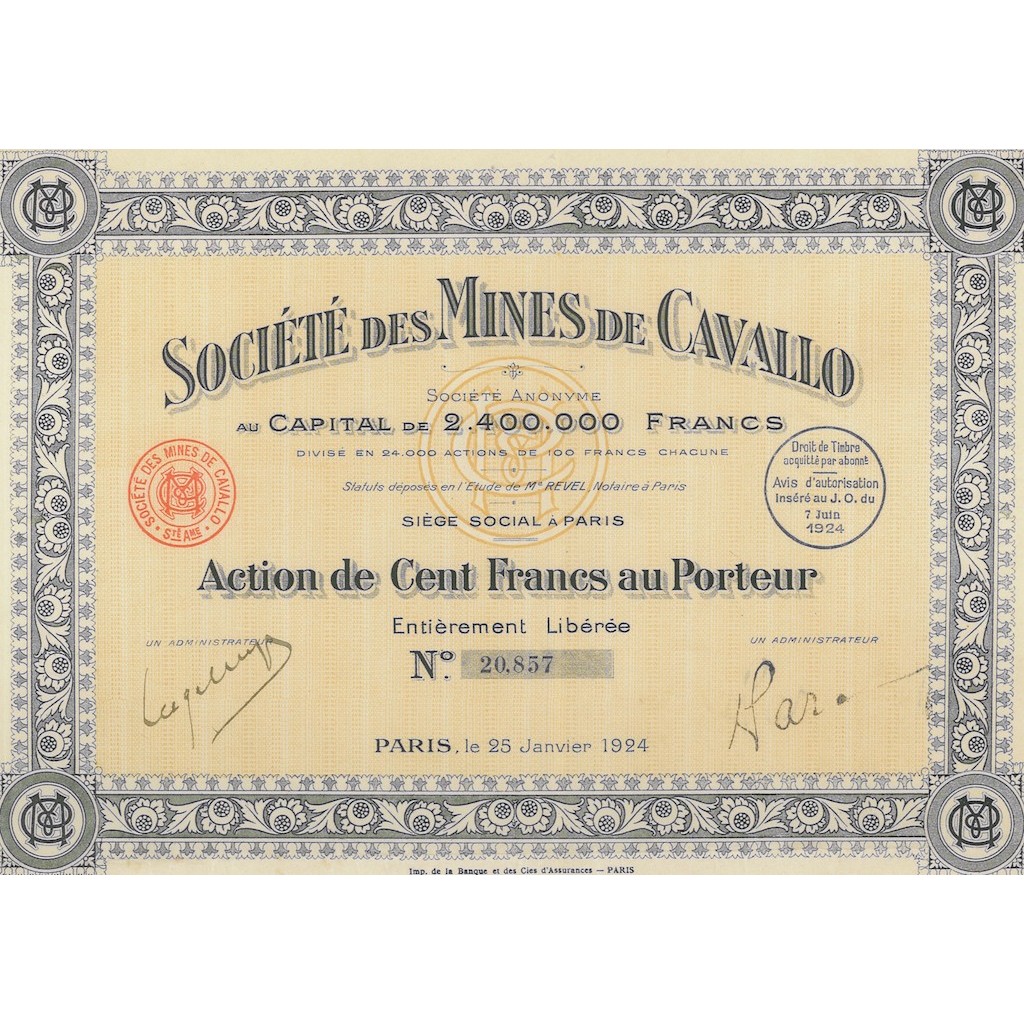 SOCIÉTÉ DES MINES DE CAVALLO
SOCIÉTÉ ANONYME
AU CAPITAL DE 2.400.000 FRANCS
DIVISÉ EN 24.000 ACTIONS DE 100 FRANCS CHACUNE
Statuts déposés en l'Etude de Me REVEL, Notaire à Paris
SIÈGE SOCIAL À PARIS
SOCIÉTÉ DES MINES DE CAVALLO
STÉ AME
Droit de Timbre
acquitté par abonnt
Avis d'autorisation
Inséré au J. O. du
7 Juin
1924
Action de Cent Francs au Porteur
Entièrement Libérée
UN ADMINISTRATEUR
Nº. 20.857
UN ADMINISTRATEUR
PARIS, le 25 Janvier 1924
Imp. de la Banque et des Cies d'Assurances — PARIS